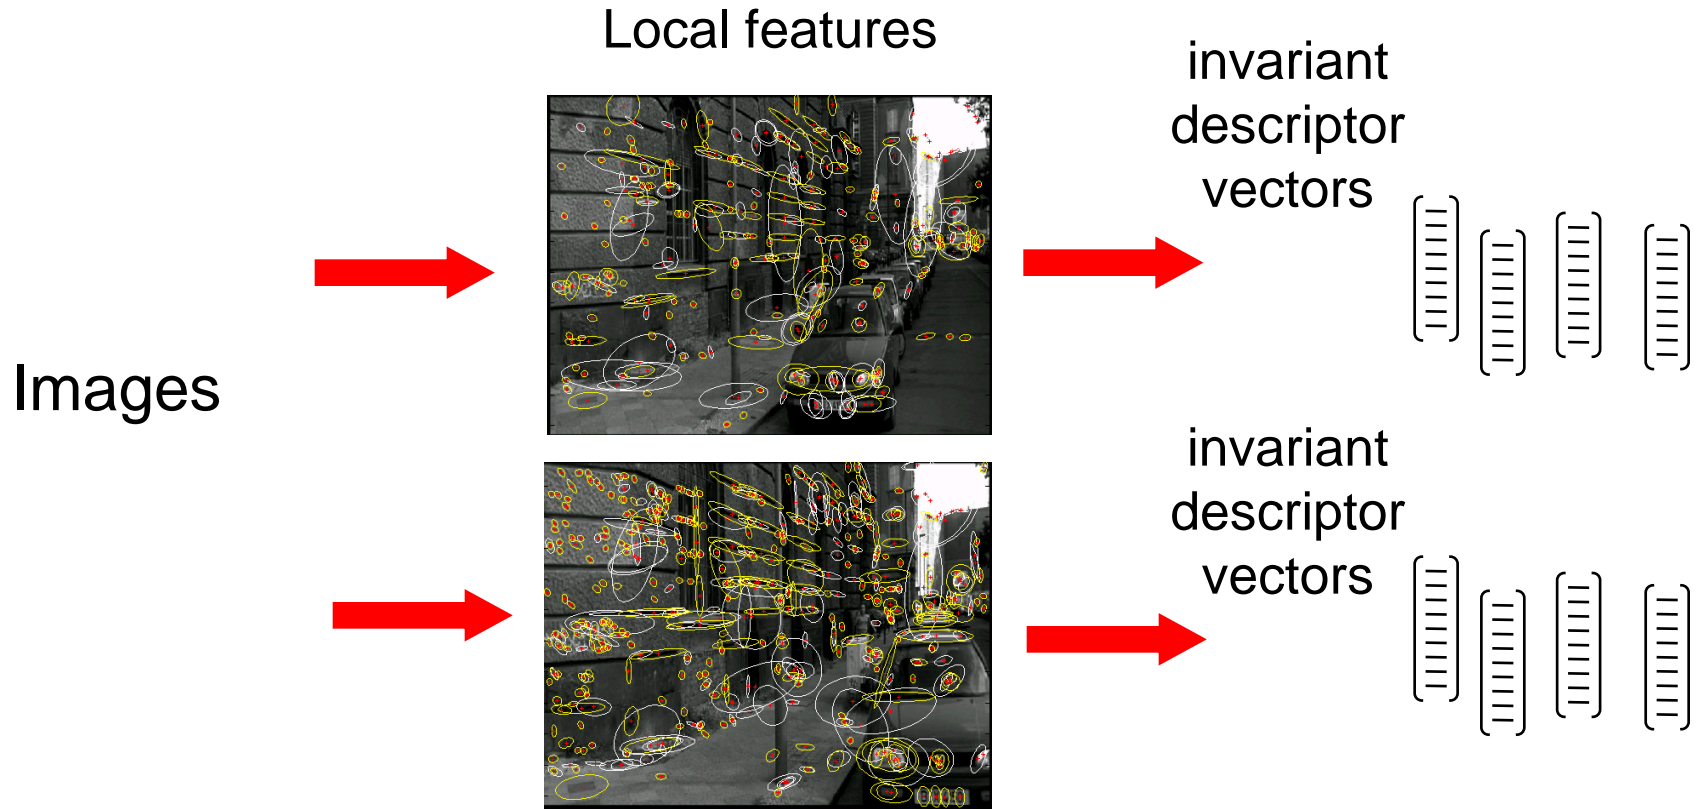 Local features
invariant
descriptor
vectors
Images
invariant
descriptor
vectors